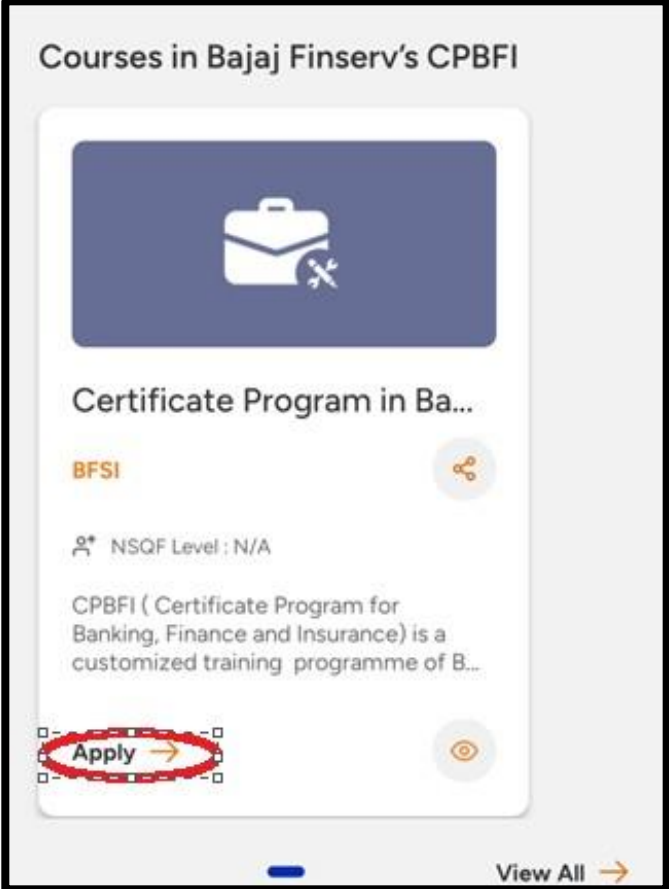 Courses in Bajaj Finserv’s CPBFI
Certificate Program in Ba...
BFSI
NSQF Level : N/A
CPBFI ( Certificate Program for
Banking, Finance and Insurance) is a
customized training programme of B...
Apply
View All